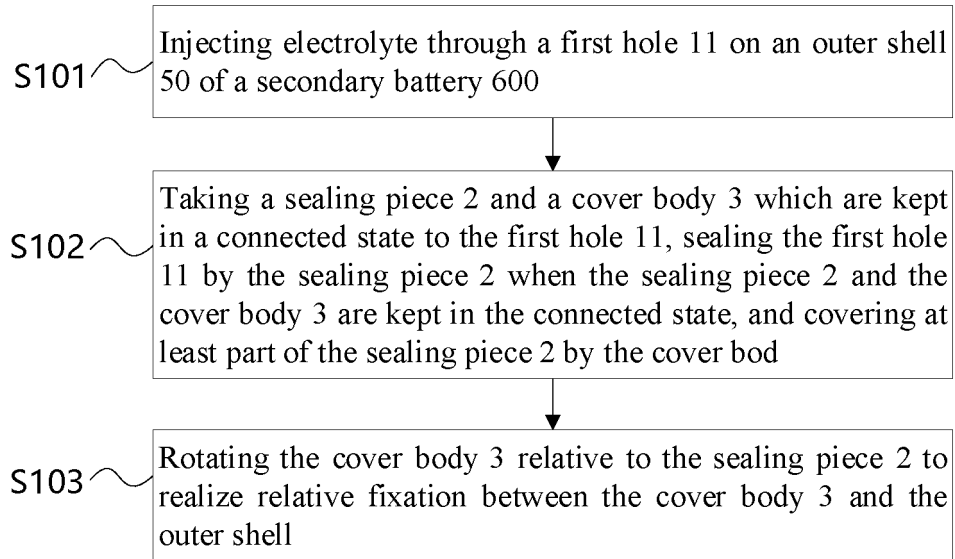 S101
Injecting electrolyte through a first hole 11 on an outer shell
50 of a secondary battery 600
S102
Taking a sealing piece 2 and a cover body 3 which are kept
in a connected state to the first hole 11, sealing the first hole
11 by the sealing piece 2 when the sealing piece 2 and the
cover body 3 are kept in the connected state, and covering at
least part of the sealing piece 2 by the cover bod
S103
Rotating the cover body 3 relative to the sealing piece 2 to
realize relative fixation between the cover body 3 and the
outer shell